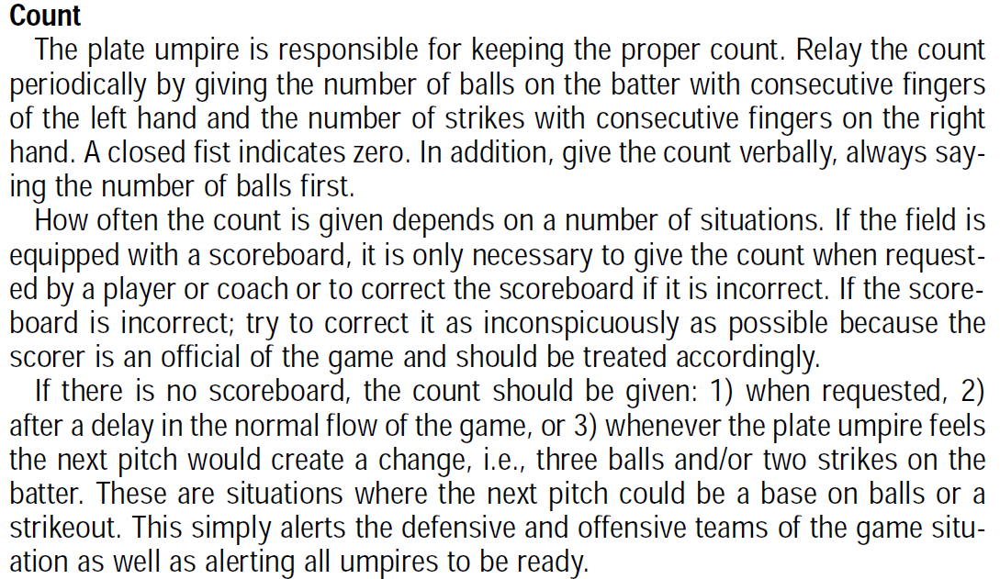 Count
The plate umpire is responsible for keeping the proper count. Relay the count
periodically by giving the number of balls on the batter with consecutive fingers
of the left hand and the number of strikes with consecutive fingers on the right
hand. A closed fist indicates zero. In addition, give the count verbally, always say-
ing the number of balls first.
How often the count is given depends on a number of situations. If the field is
equipped with a scoreboard, it is only necessary to give the count when request-
ed by a player or coach or to correct the scoreboard if it is incorrect. If the score-
board is incorrect; try to correct it as inconspicuously as possible because the
scorer is an official of the game and should be treated accordingly.
If there is no scoreboard, the count should be given: 1) when requested, 2)
after a delay in the normal flow of the game, or 3) whenever the plate umpire feels
the next pitch would create a change, i.e., three balls and/or two strikes on the
batter. These are situations where the next pitch could be a base on balls or a
strikeout. This simply alerts the defensive and offensive teams of the game situ-
ation as well as alerting all umpires to be ready.